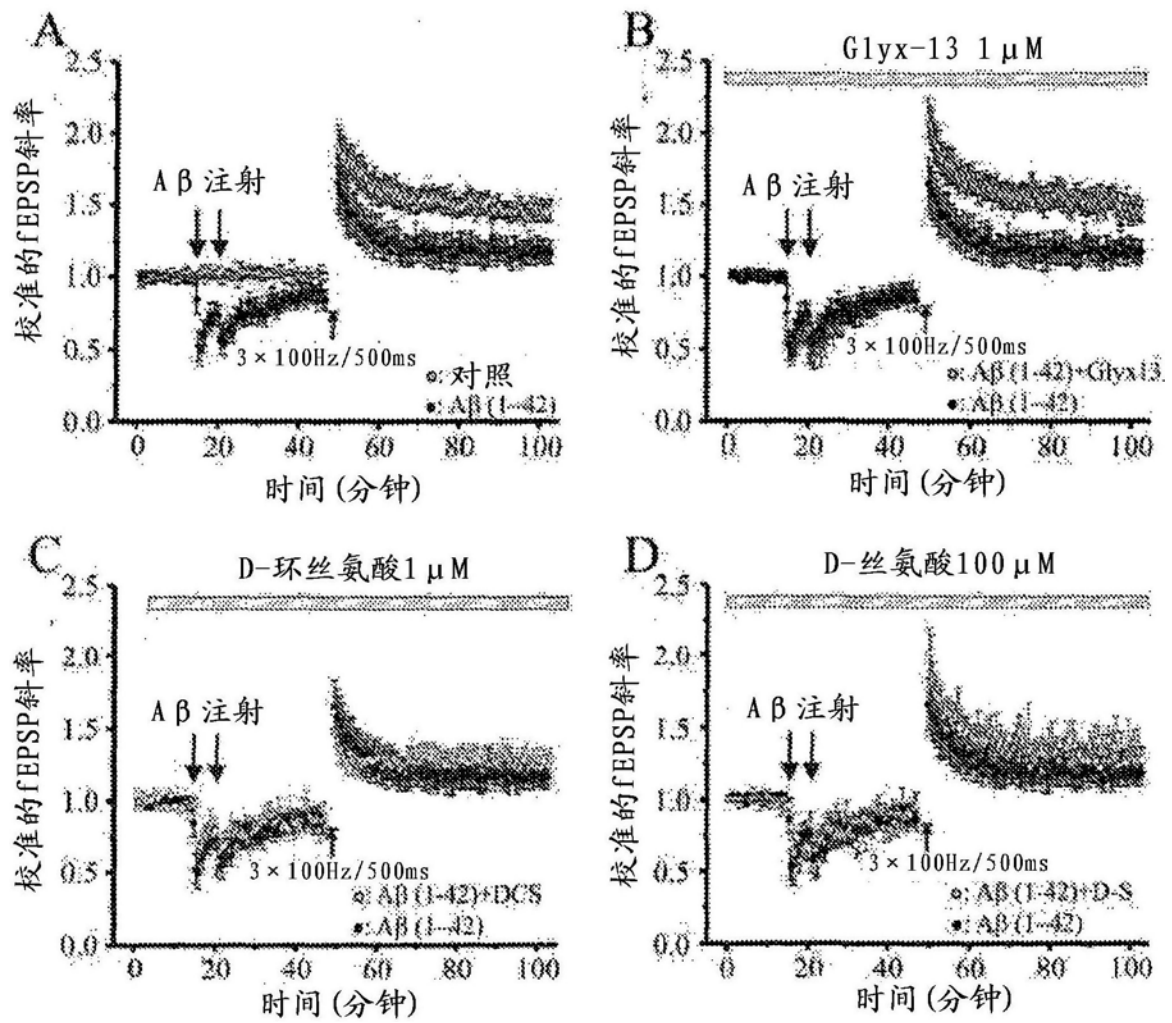 A
2.5
2.0
1.5
1.0
0.5
0.0
校准的fEPSP斜率
Aβ 注射
3×100Hz/500ms
: 对照
: Aβ (1-42)
0 20 40 60 80 100
时间 (分钟)
B
Glyx-13 1μM
2.5
2.0
1.5
1.0
0.5
0.0
校准的fEPSP斜率
Aβ 注射
3×100Hz/500ms
: Aβ (1-42)+Glyx13
: Aβ (1-42)
0 20 40 60 80 100
时间 (分钟)
C
D-环丝氨酸1μM
2.5
2.0
1.5
1.0
0.5
0.0
校准的fEPSP斜率
Aβ 注射
3×100Hz/500ms
: Aβ (1-42)+DCS
: Aβ (1-42)
0 20 40 60 80 100
时间 (分钟)
D
D-丝氨酸100μM
2.5
2.0
1.5
1.0
0.5
0.0
校准的fEPSP斜率
Aβ 注射
3×100Hz/500ms
: Aβ (1-42)+D-S
: Aβ (1-42)
0 20 40 60 80 100
时间 (分钟)